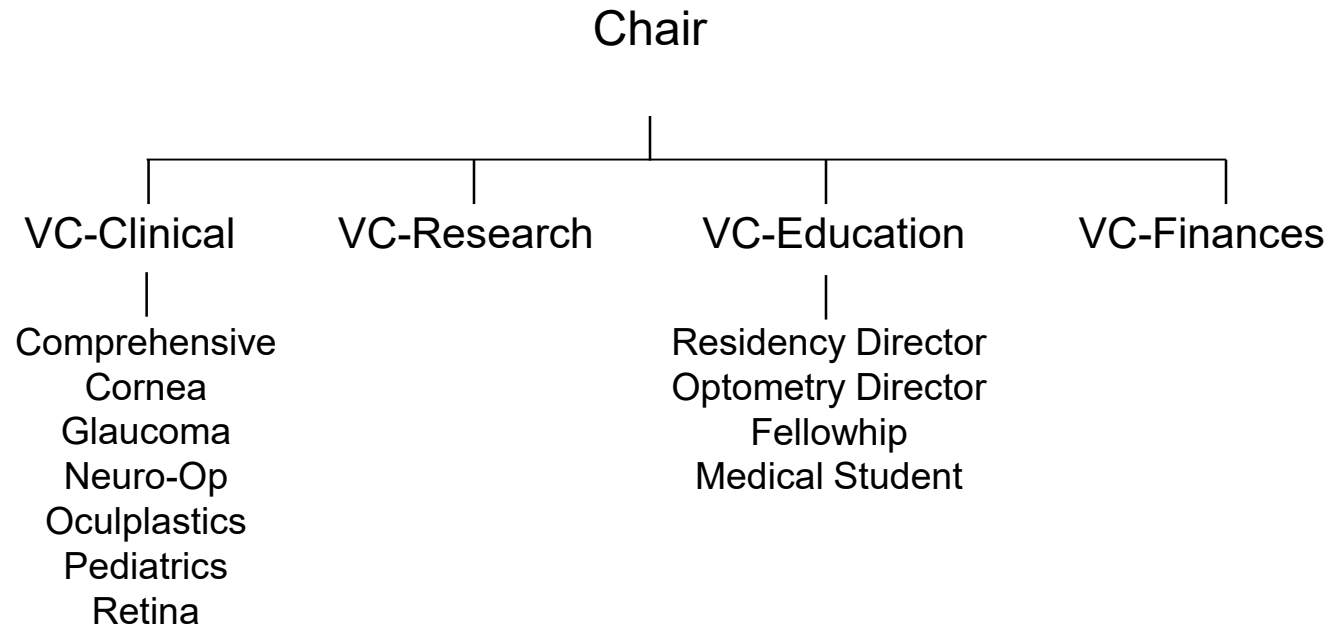 Chair
VC-Clinical VC-Research VC-Education VC-Finances
Comprehensive
Cornea
Glaucoma
Neuro-Op
Oculplastics
Pediatrics
Retina
Residency Director
Optometry Director
Fellowhip
Medical Student